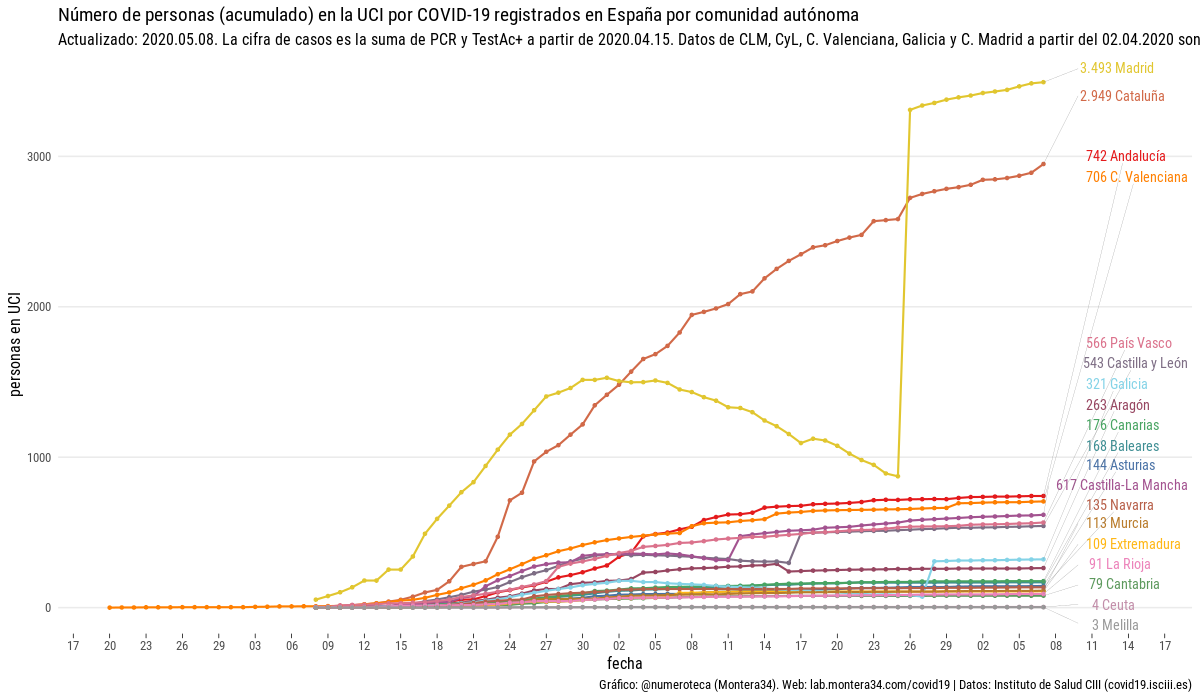 Número de personas (acumulado) en la UCI por COVID-19 registrados en España por comunidad autónoma
Actualizado: 2020.05.08. La cifra de casos es la suma de PCR y TestAc+ a partir de 2020.04.15. Datos de CLM, CyL, C. Valenciana, Galicia y C. Madrid a partir del 02.04.2020 son
3.493 Madrid
2.949 Cataluña
742 Andalucía
706 C. Valenciana
566 País Vasco
543 Castilla y León
321 Galicia
263 Aragón
176 Canarias
168 Baleares
144 Asturias
617 Castilla-La Mancha
135 Navarra
113 Murcia
109 Extremadura
91 La Rioja
79 Cantabria
4 Ceuta
3 Melilla
personas en UCI
3000
2000
1000
0
17 20 23 26 29 03 06 09 12 15 18 21 24 27 30 02 05 08 11 14 17 20 23 26 29 02 05 08 11 14 17
fecha
Gráfico: @numeroteca (Montera34). Web: lab.montera34.com/covid19 | Datos: Instituto de Salud CIII (covid19.isciii.es)